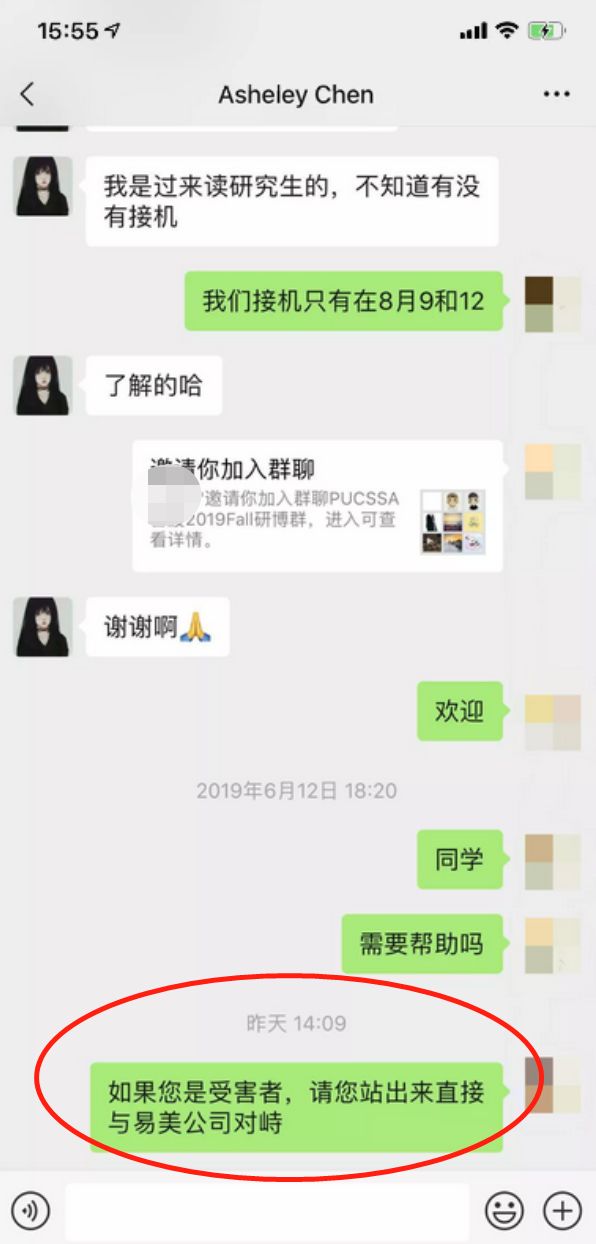 15:55
Asheley Chen
我是过来读研究生的，不知道有没
有接机
我们接机只有在8月9和12
了解的哈
邀请你加入群聊
邀请你加入群聊PUCSSA
2019Fall研博群，进入可查
看详情。
谢谢啊🙏
欢迎
2019年6月12日 18:20
同学
需要帮助吗
昨天 14:09
如果您是受害者，请您站出来直接
与易美公司对峙